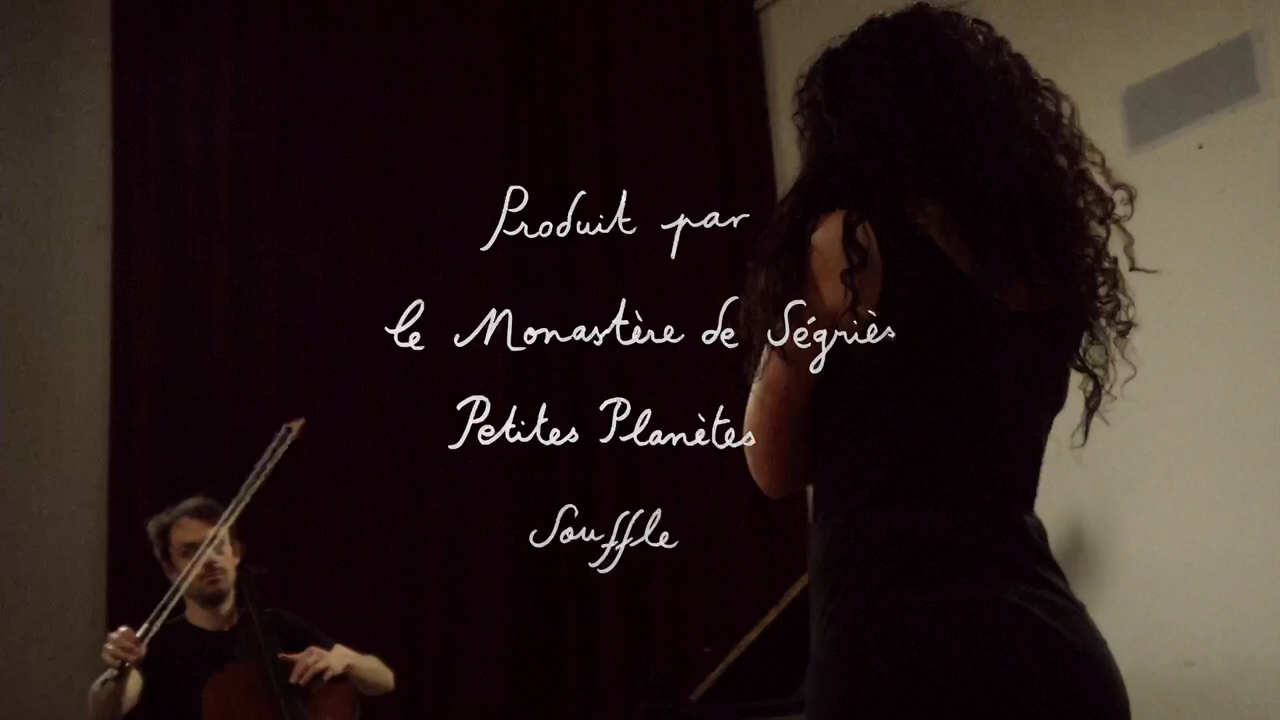 Produit par
le Monastère de Ségriès
Petites Planètes
Souffle